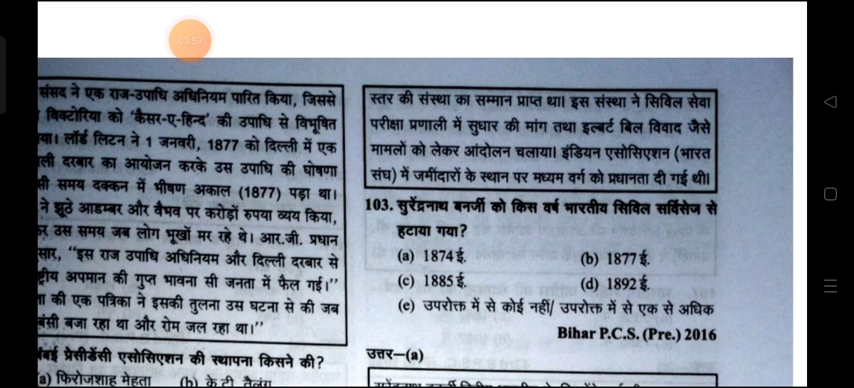 03:59
संसद ने एक राज-उपाधि अधिनियम पारित किया, जिससे
विक्टोरिया को 'कैसर-ए-हिन्द' की उपाधि से विभूषित
लॉर्ड लिटन ने 1 जनवरी, 1877 को दिल्ली में एक
दरबार का आयोजन करके उस उपाधि की घोषणा
समय दक्कन में भीषण अकाल (1877) पड़ा था।
ने झूठे आडम्बर और वैभव पर करोड़ों रुपया व्यय किया,
उस समय जब लोग भूखों मर रहे थे। आर.जी. प्रधान
"इस राज उपाधि अधिनियम और दिल्ली दरबार से
अपमान की गुप्त भावना सी जनता में फैल गई।"
की एक पत्रिका ने इसकी तुलना उस घटना से की जब
बजा रहा था और रोम जल रहा था।"
प्रेसीडेंसी एसोसिएशन की स्थापना किसने की?
(a) फिरोजशाह मेहता (b) के.टी. तैलंग
स्तर की संस्था का सम्मान प्राप्त था। इस संस्था ने सिविल सेवा
परीक्षा प्रणाली में सुधार की मांग तथा इल्बर्ट बिल विवाद जैसे
मामलों को लेकर आंदोलन चलाया। इंडियन एसोसिएशन (भारत
संघ) में जमींदारों के स्थान पर मध्यम वर्ग को प्रधानता दी गई थी।
103. सुरेंद्रनाथ बनर्जी को किस वर्ष भारतीय सिविल सर्विसेज से
हटाया गया?
(a) 1874 ई. (b) 1877 ई.
(c) 1885 ई. (d) 1892 ई.
(e) उपरोक्त में से कोई नहीं/ उपरोक्त में से एक से अधिक
Bihar P.C.S. (Pre.) 2016
उत्तर–(a)